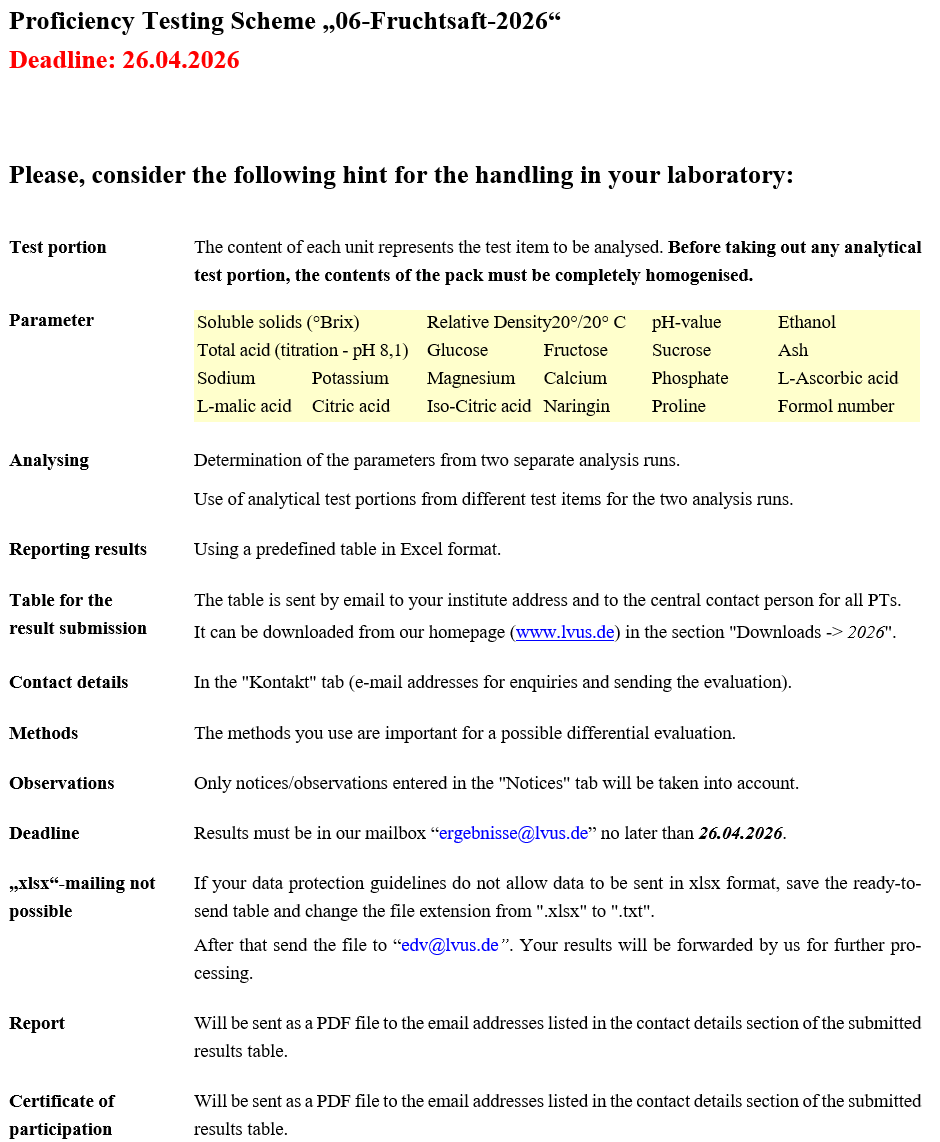 Proficiency Testing Scheme „06-Fruchtsaft-2026“
Deadline: 26.04.2026
Please, consider the following hint for the handling in your laboratory:
Test portion The content of each unit represents the test item to be analysed. Before taking out any analytical
test portion, the contents of the pack must be completely homogenised.
Parameter Soluble solids (°Brix) Relative Density20°/20° C pH-value Ethanol
Total acid (titration - pH 8,1) Glucose Fructose Sucrose Ash
Sodium Potassium Magnesium Calcium Phosphate L-Ascorbic acid
L-malic acid Citric acid Iso-Citric acid Naringin Proline Formol number
Analysing Determination of the parameters from two separate analysis runs.
Use of analytical test portions from different test items for the two analysis runs.
Reporting results Using a predefined table in Excel format.
Table for the The table is sent by email to your institute address and to the central contact person for all PTs.
result submission It can be downloaded from our homepage (www.lvus.de) in the section "Downloads -> 2026".
Contact details In the "Kontakt" tab (e-mail addresses for enquiries and sending the evaluation).
Methods The methods you use are important for a possible differential evaluation.
Observations Only notices/observations entered in the "Notices" tab will be taken into account.
Deadline Results must be in our mailbox “ergebnisse@lvus.de” no later than 26.04.2026.
„xlsx“-mailing not If your data protection guidelines do not allow data to be sent in xlsx format, save the ready-to-
possible send table and change the file extension from ".xlsx" to ".txt".
After that send the file to “edv@lvus.de”. Your results will be forwarded by us for further pro-
cessing.
Report Will be sent as a PDF file to the email addresses listed in the contact details section of the submitted
results table.
Certificate of Will be sent as a PDF file to the email addresses listed in the contact details section of the submitted
participation results table.